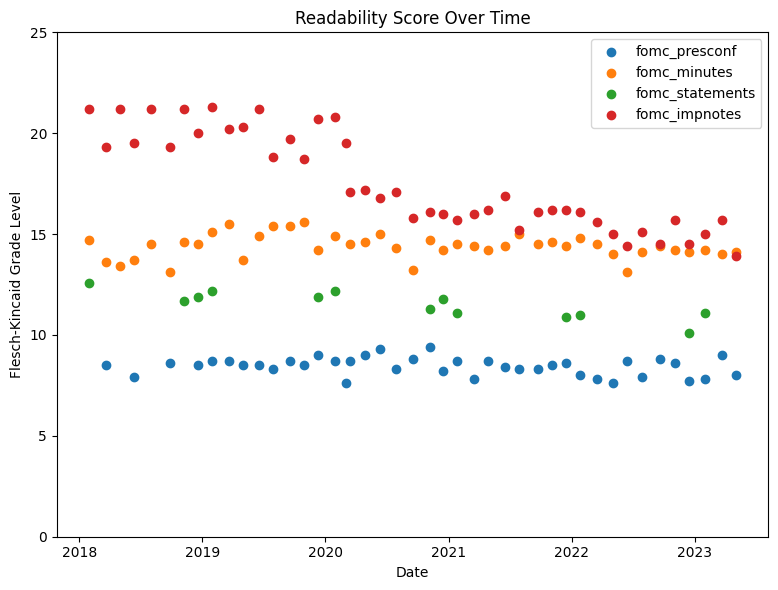 Readability Score Over Time
fomc_presconf
fomc_minutes
fomc_statements
fomc_impnotes
Flesch-Kincaid Grade Level
25
20
15
10
5
0
2018
2019
2020
2021
2022
2023
Date